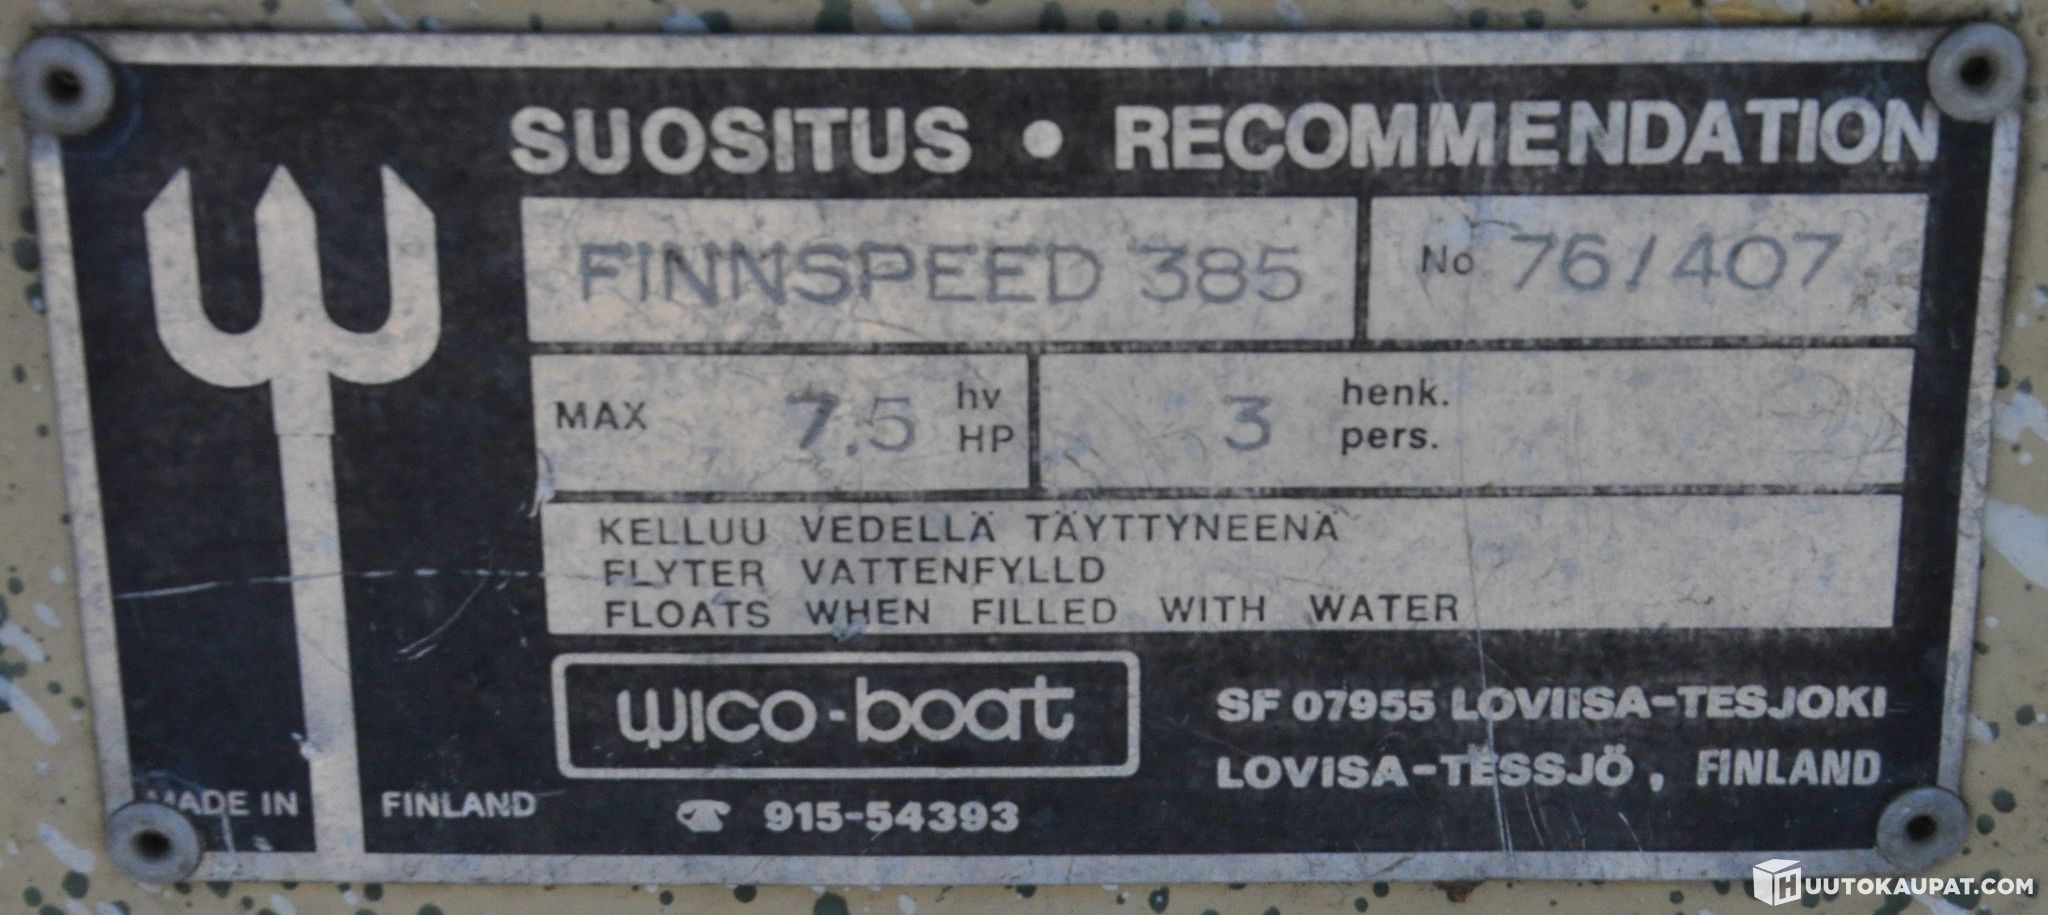 SUOSITUS • RECOMMENDATION
FINNSPEED 385 No 76/407
MAX 7.5 hv HP 3 henk. pers.
KELLUU VEDELLÄ TÄYTTYNEENÄ
FLYTER VATTENFYLLD
FLOATS WHEN FILLED WITH WATER
wico-boat
SF 07955 LOVIISA-TESJOKI
LOVISA-TESSJÖ, FINLAND
MADE IN FINLAND
☎ 915-54393
HUUTOKAUPAT.COM